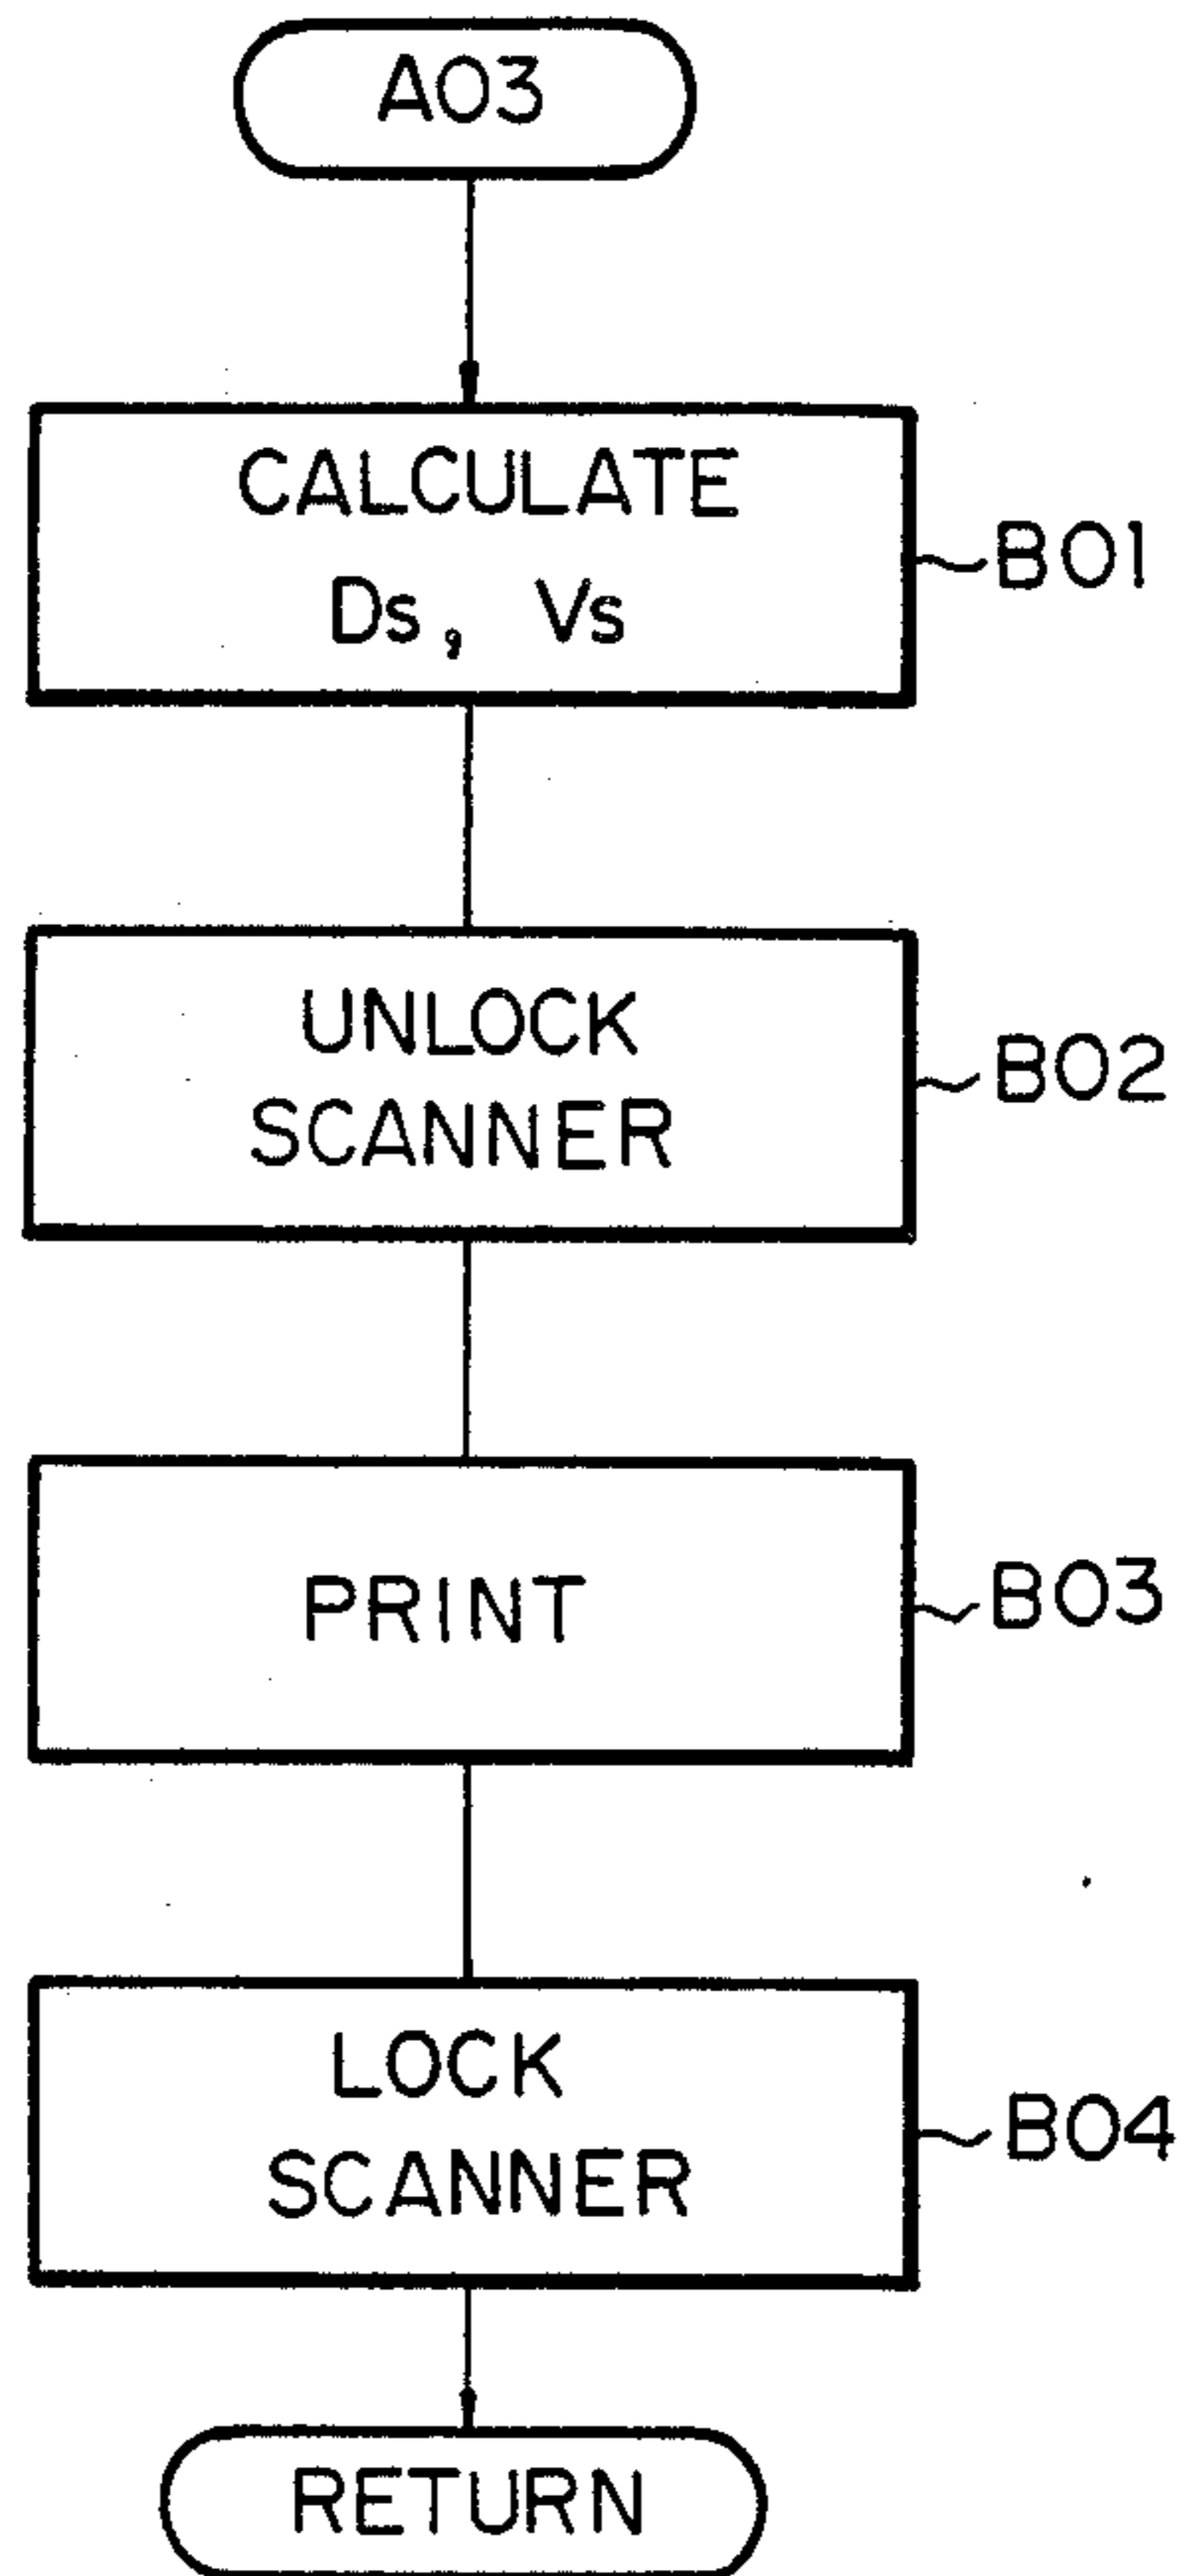 A03
CALCULATE
Ds, Vs
B01
UNLOCK
SCANNER
B02
PRINT
B03
LOCK
SCANNER
B04
RETURN